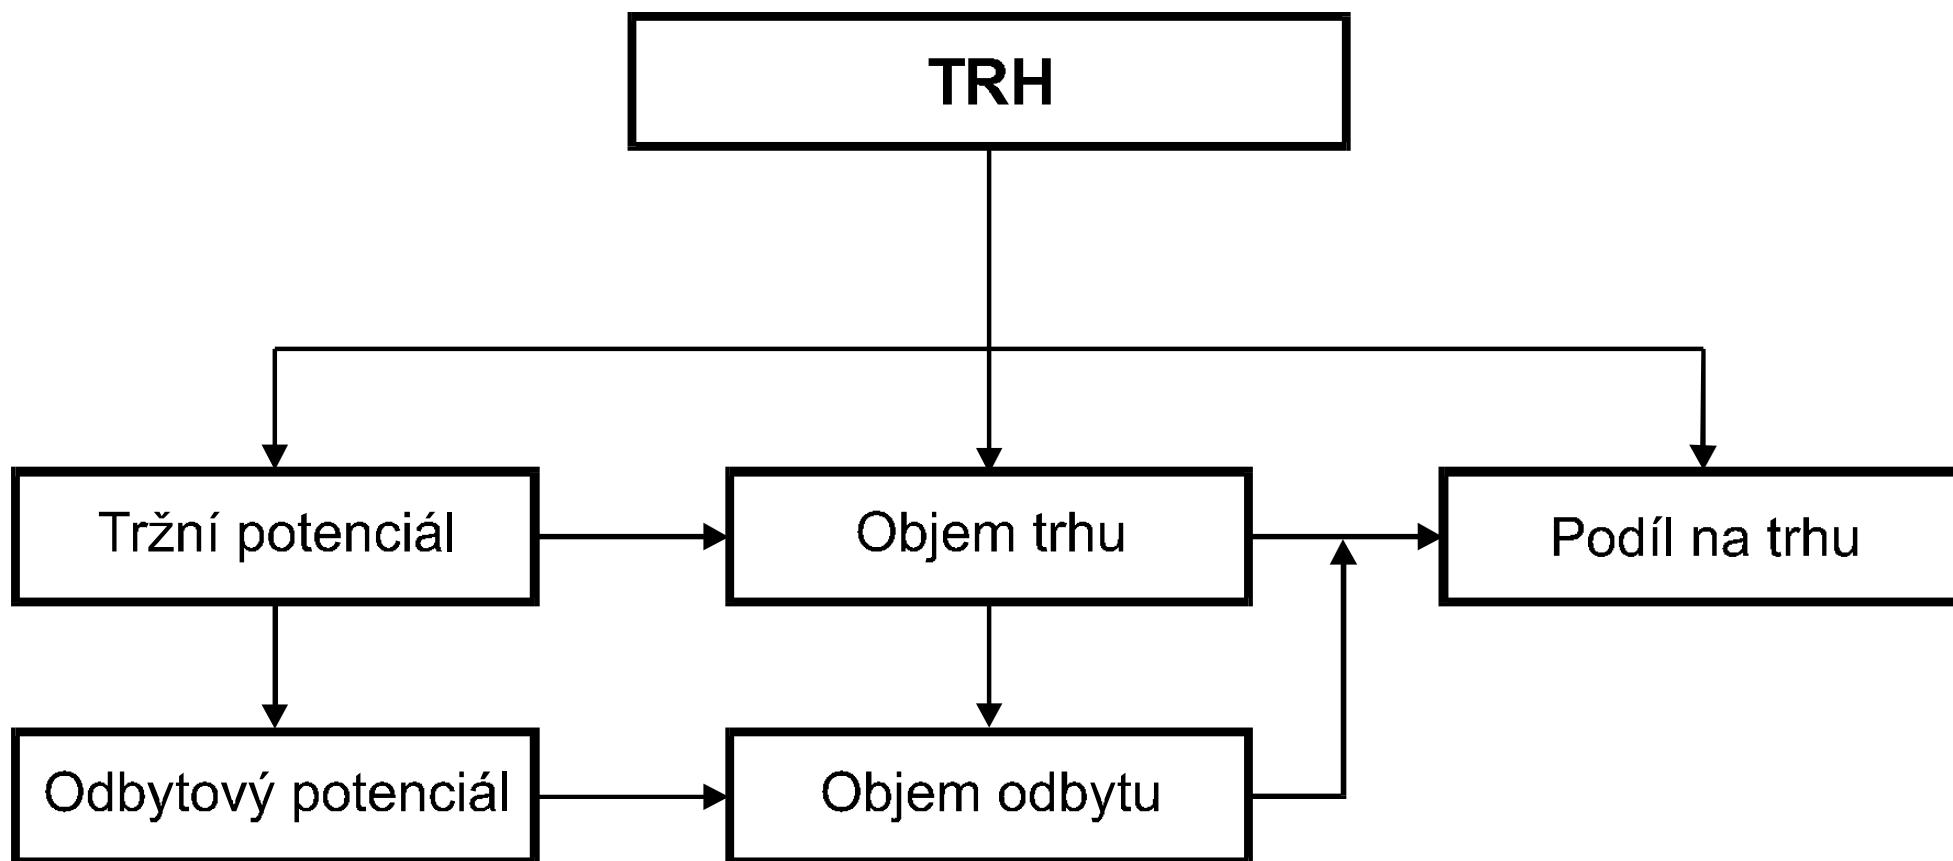 TRH
Tržní potenciál
Objem trhu
Podíl na trhu
Odbytový potenciál
Objem odbytu